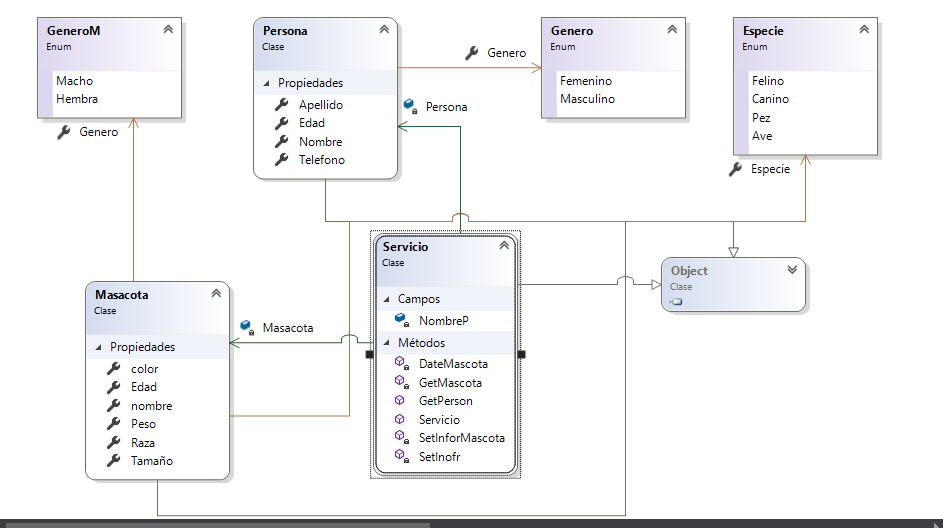 GeneroM
Enum
Macho
Hembra
Genero
Persona
Clase
Propiedades
Apellido
Edad
Nombre
Telefono
Genero
Persona
Genero
Enum
Femenino
Masculino
Especie
Enum
Felino
Canino
Pez
Ave
Especie
Servicio
Clase
Campos
NombreP
Métodos
DateMascota
GetMascota
GetPerson
Servicio
SetInforMascota
SetInofr
Object
Clase
Masacota
Masacota
Clase
Propiedades
color
Edad
nombre
Peso
Raza
Tamaño